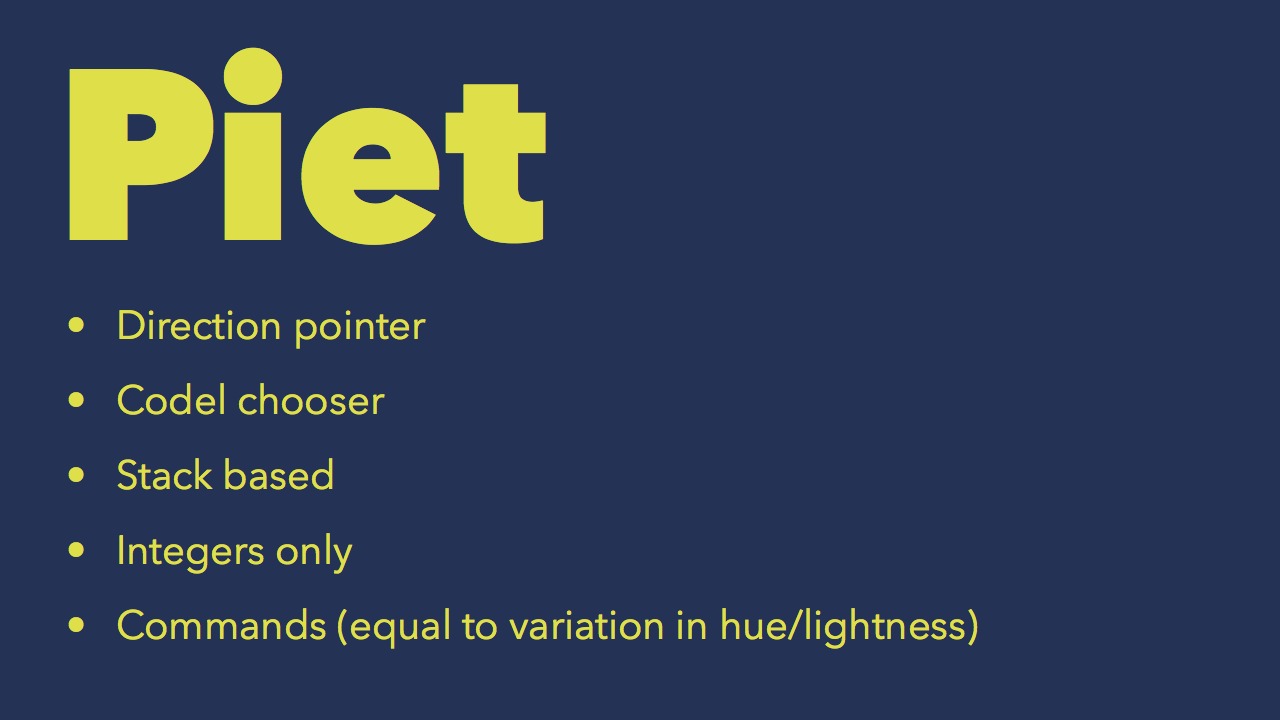 Piet
• Direction pointer
• Codel chooser
• Stack based
• Integers only
• Commands (equal to variation in hue/lightness)